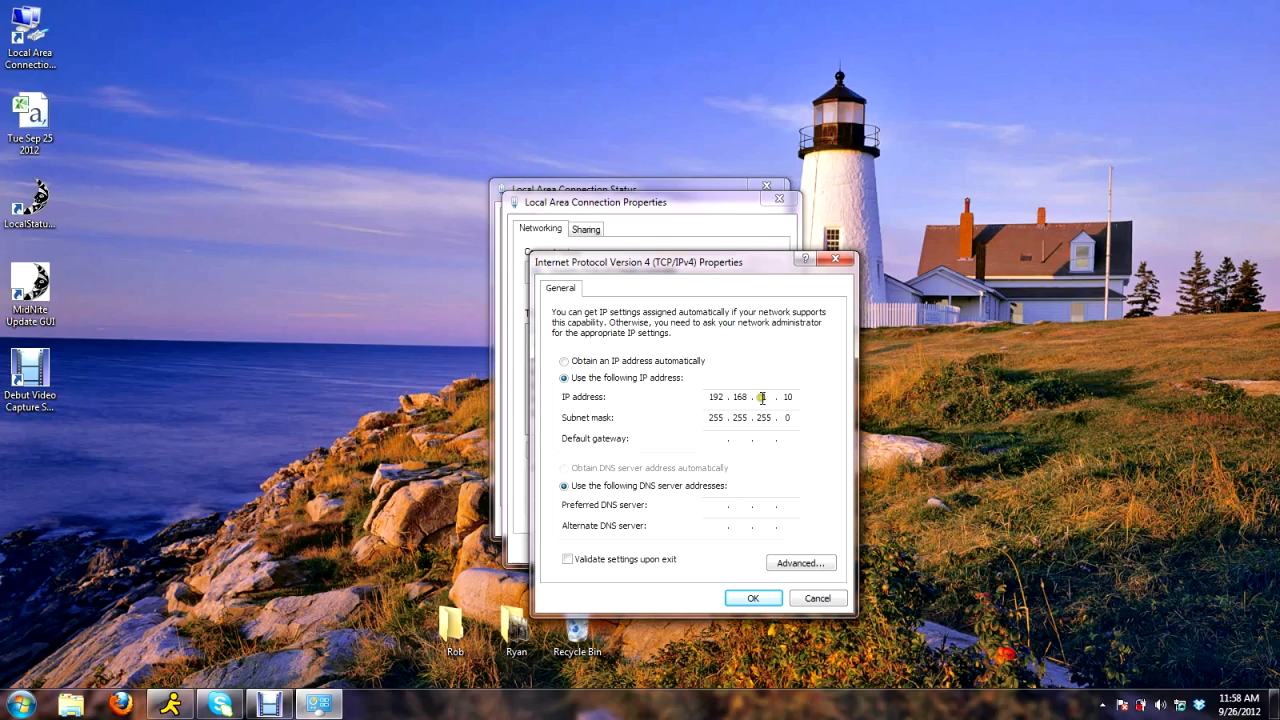 Local Area
Connectio...
Tue Sep 25
2012
LocalStatu...
MidNite
Update GUI
Debut Video
Capture S...
Local Area Connection Status
Local Area Connection Properties
Networking
Sharing
Internet Protocol Version 4 (TCP/IPv4) Properties
General
You can get IP settings assigned automatically if your network supports
this capability. Otherwise, you need to ask your network administrator
for the appropriate IP settings.
Obtain an IP address automatically
Use the following IP address:
IP address: 192 . 168 . . 10
Subnet mask: 255 . 255 . 255 . 0
Default gateway: . . .
Obtain DNS server address automatically
Use the following DNS server addresses:
Preferred DNS server: . . .
Alternate DNS server: . . .
Validate settings upon exit
Advanced...
OK
Cancel
Rob
Ryan
Recycle Bin
11:58 AM
9/26/2012